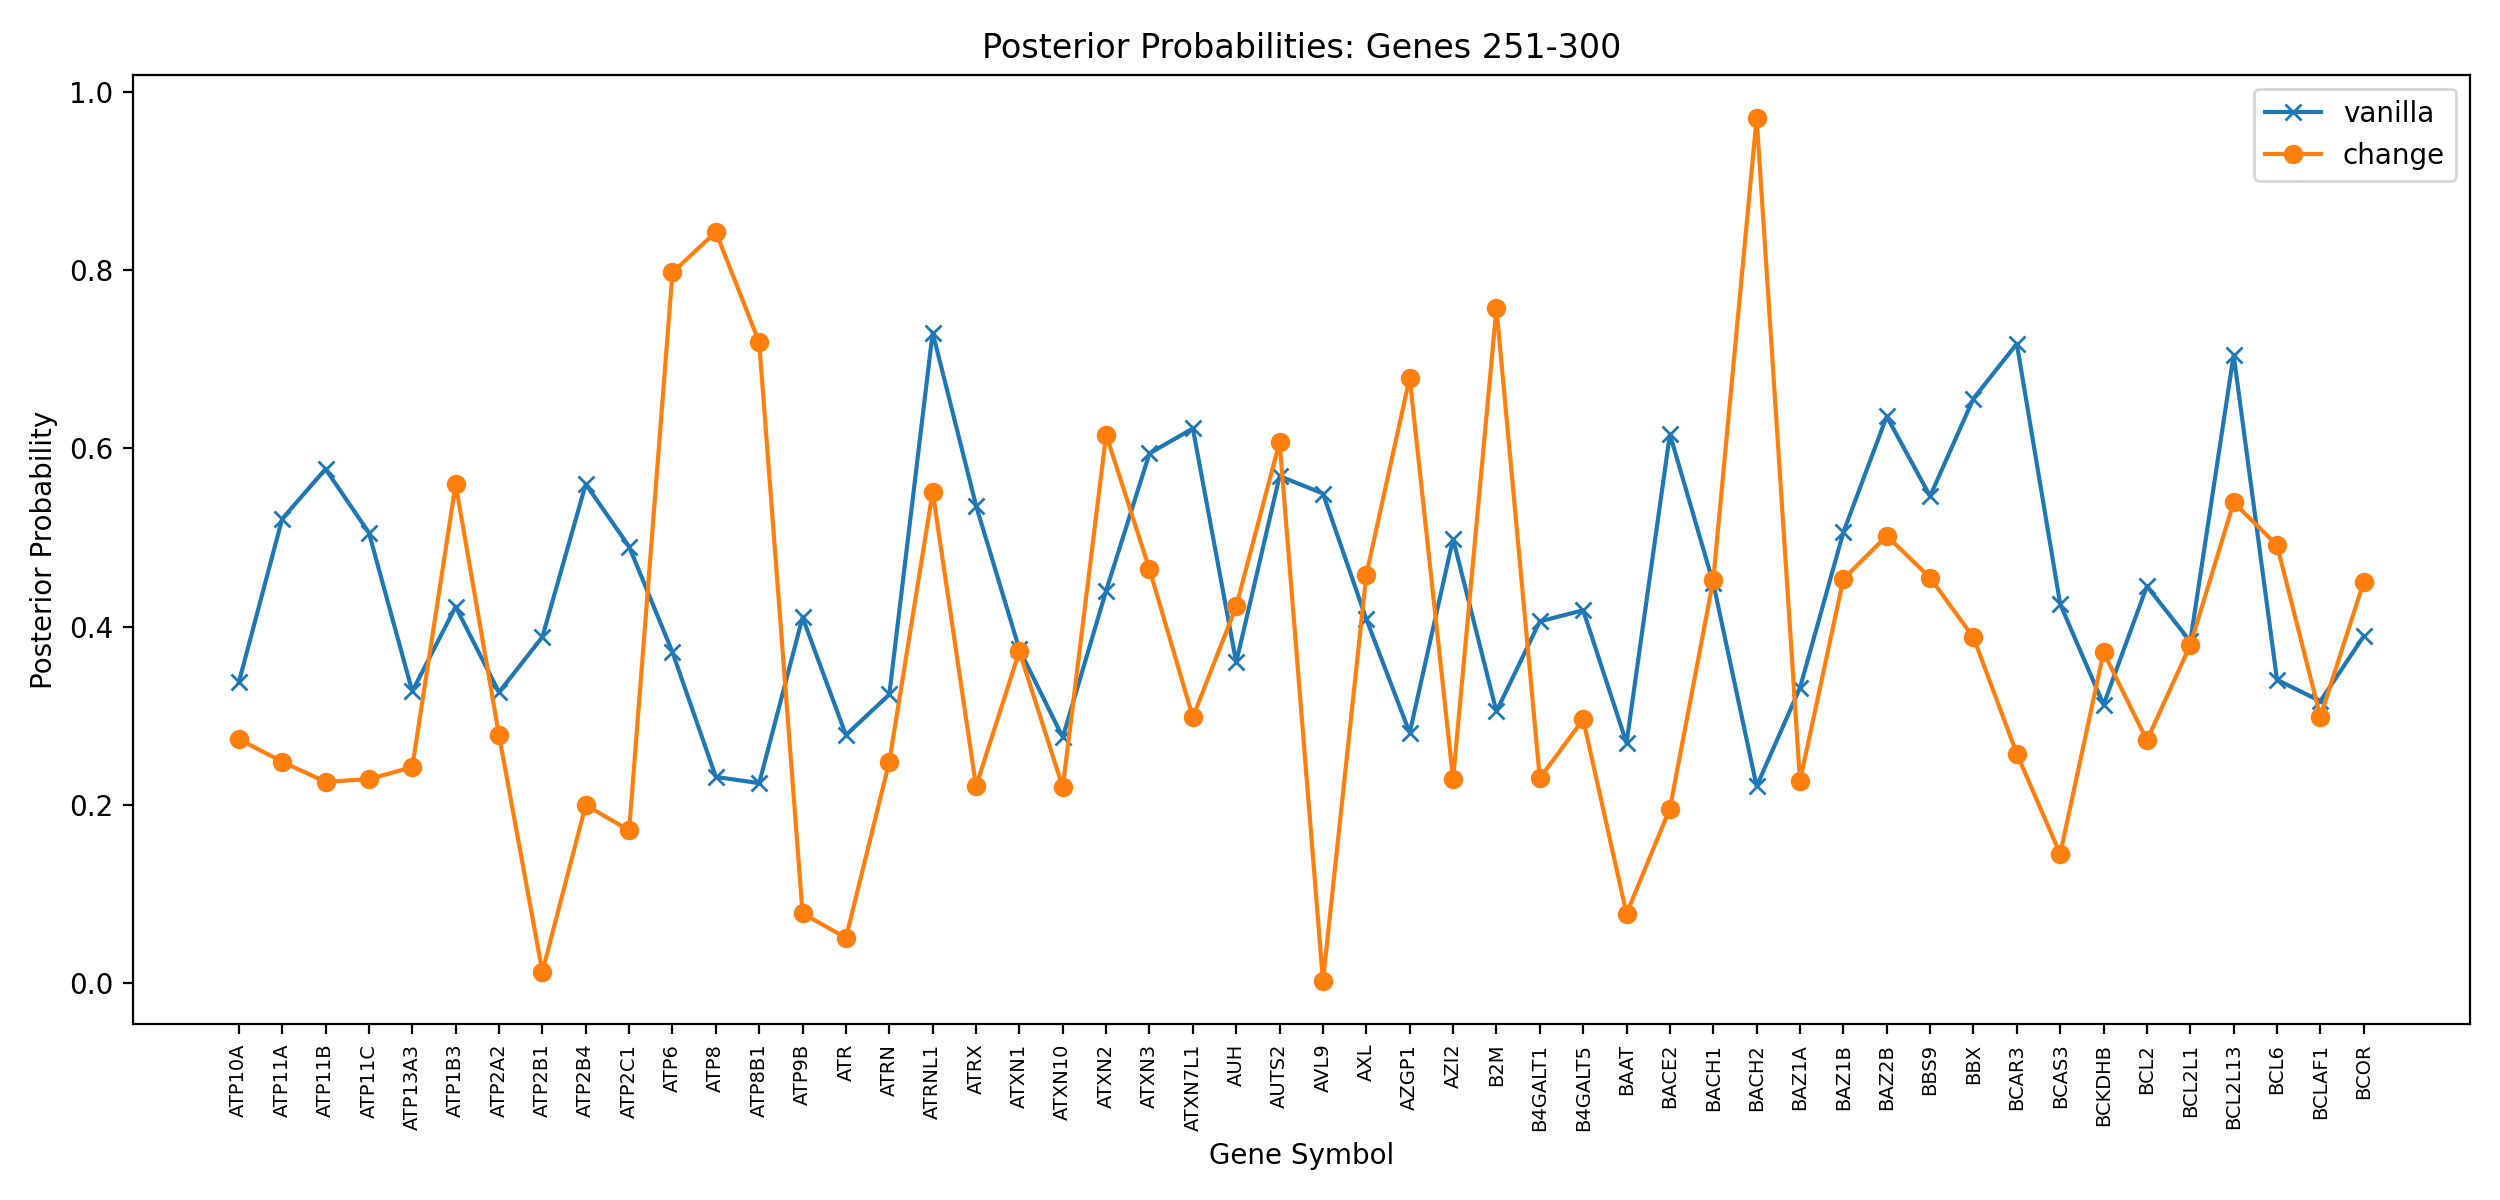 Posterior Probabilities: Genes 251-300
1.0
0.8
0.6
0.4
0.2
0.0
Posterior Probability
vanilla
change
ATP10A
ATP11A
ATP11B
ATP11C
ATP13A3
ATP1B3
ATP2A2
ATP2B1
ATP2B4
ATP2C1
ATP6
ATP8
ATP8B1
ATP9B
ATR
ATRN
ATRNL1
ATRX
ATXN1
ATXN10
ATXN2
ATXN3
ATXN7L1
AUH
AUTS2
AVL9
AXL
AZGP1
AZI2
B2M
B4GALT1
B4GALT5
BAAT
BACE2
BACH1
BACH2
BAZ1A
BAZ1B
BAZ2B
BBS9
BBX
BCAR3
BCAS3
BCKDHB
BCL2
BCL2L1
BCL2L13
BCL6
BCLAF1
BCOR
Gene Symbol